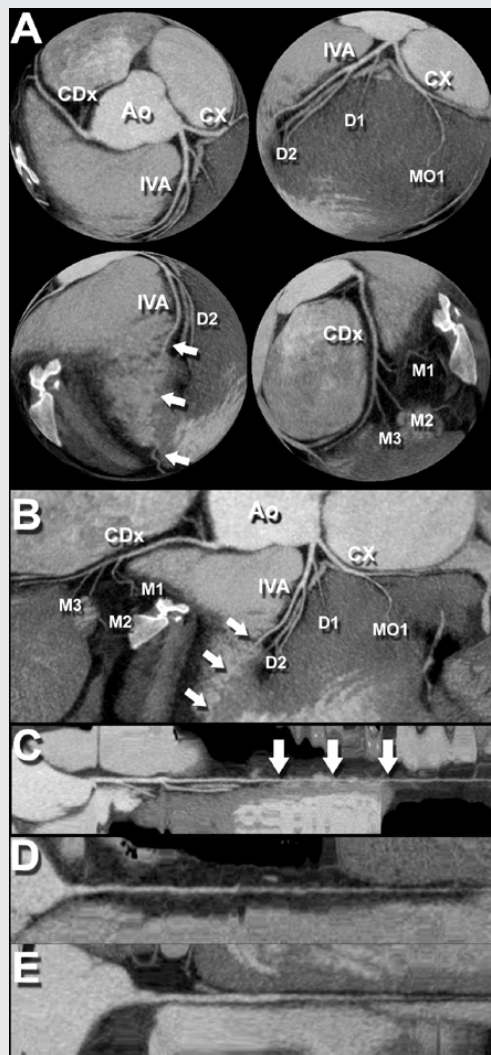 A
CDx
Ao
CX
IVA
IVA
CX
D1
D2
MO1
IVA
D2
CDx
M1
M2
M3
B
CDx
Ao
IVA
CX
M3
M1
M2
D1
D2
MO1
C
D
E